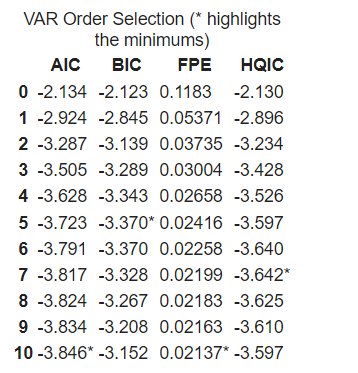 VAR Order Selection (* highlights
the minimums)
AIC BIC FPE HQIC
0 -2.134 -2.123 0.1183 -2.130
1 -2.924 -2.845 0.05371 -2.896
2 -3.287 -3.139 0.03735 -3.234
3 -3.505 -3.289 0.03004 -3.428
4 -3.628 -3.343 0.02658 -3.526
5 -3.723 -3.370* 0.02416 -3.597
6 -3.791 -3.370 0.02258 -3.640
7 -3.817 -3.328 0.02199 -3.642*
8 -3.824 -3.267 0.02183 -3.625
9 -3.834 -3.208 0.02163 -3.610
10 -3.846* -3.152 0.02137* -3.597